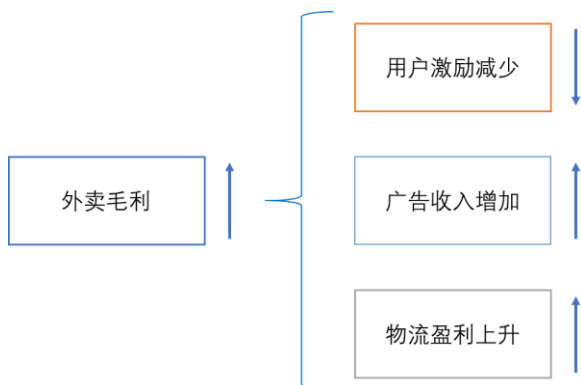 用户激励减少
外卖毛利
广告收入增加
物流盈利上升